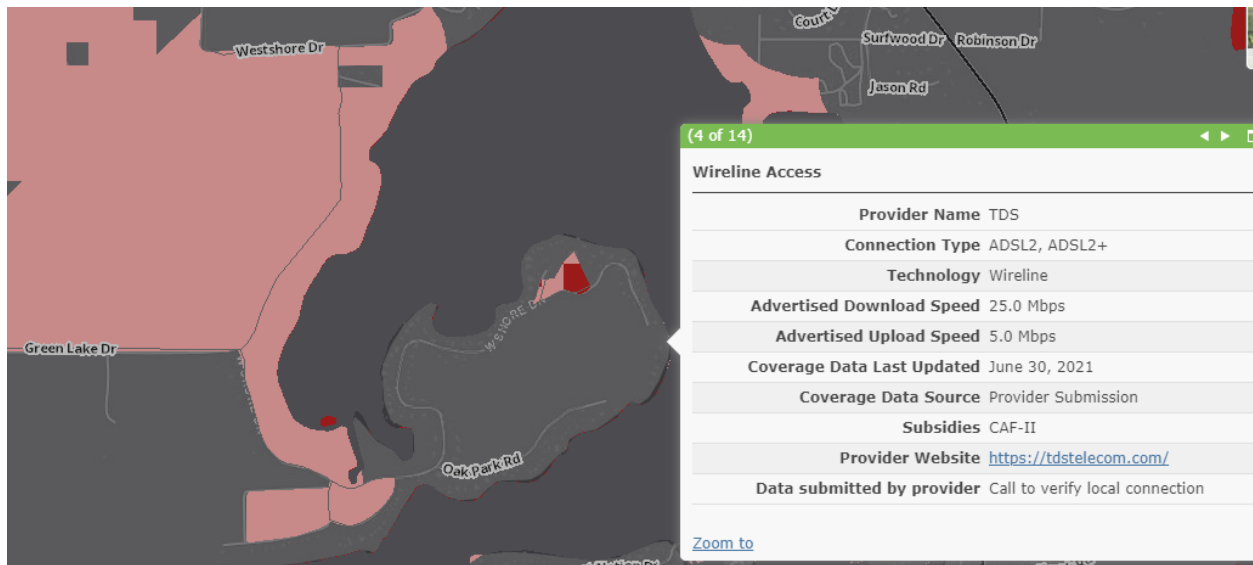 Westshore Dr
Surfwood Dr
Robinson Dr
Jason Rd
(4 of 14)
Wireline Access
Provider Name TDS
Connection Type ADSL2, ADSL2+
Technology Wireline
Advertised Download Speed 25.0 Mbps
Advertised Upload Speed 5.0 Mbps
Coverage Data Last Updated June 30, 2021
Coverage Data Source Provider Submission
Subsidies CAF-II
Provider Website https://tdstelecom.com/
Data submitted by provider Call to verify local connection
Zoom to
W SHORE DR
Green Lake Dr
Oak Park Rd